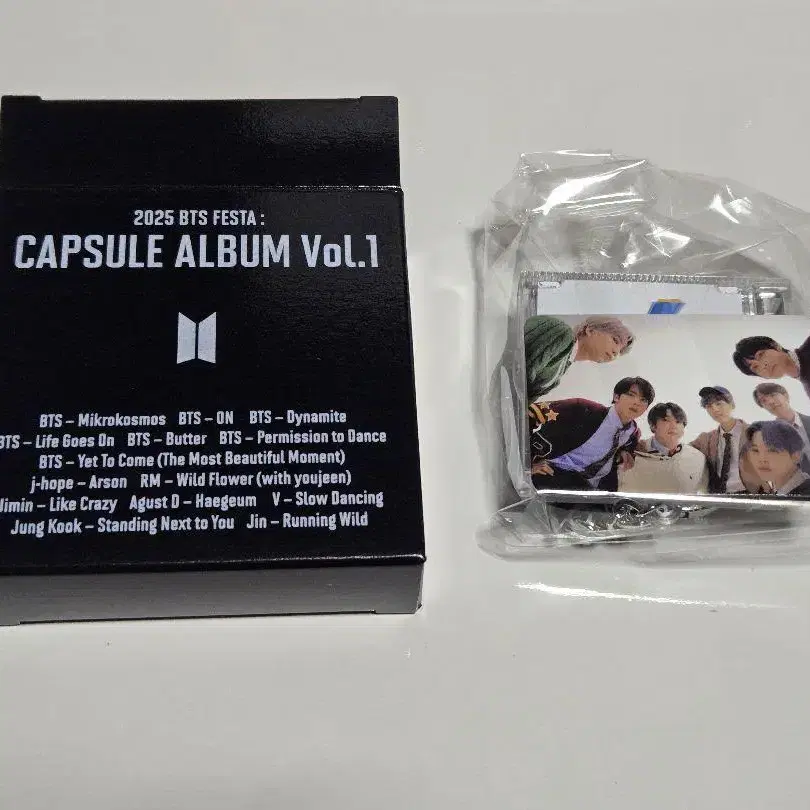 2025 BTS FESTA :
CAPSULE ALBUM Vol.1
BTS – Mikrokosmos BTS – ON BTS – Dynamite
BTS – Life Goes On BTS – Butter BTS – Permission to Dance
BTS – Yet To Come (The Most Beautiful Moment)
j-hope – Arson RM – Wild Flower (with youjeen)
Jimin – Like Crazy Agust D – Haegeum V – Slow Dancing
Jung Kook – Standing Next to You Jin – Running Wild